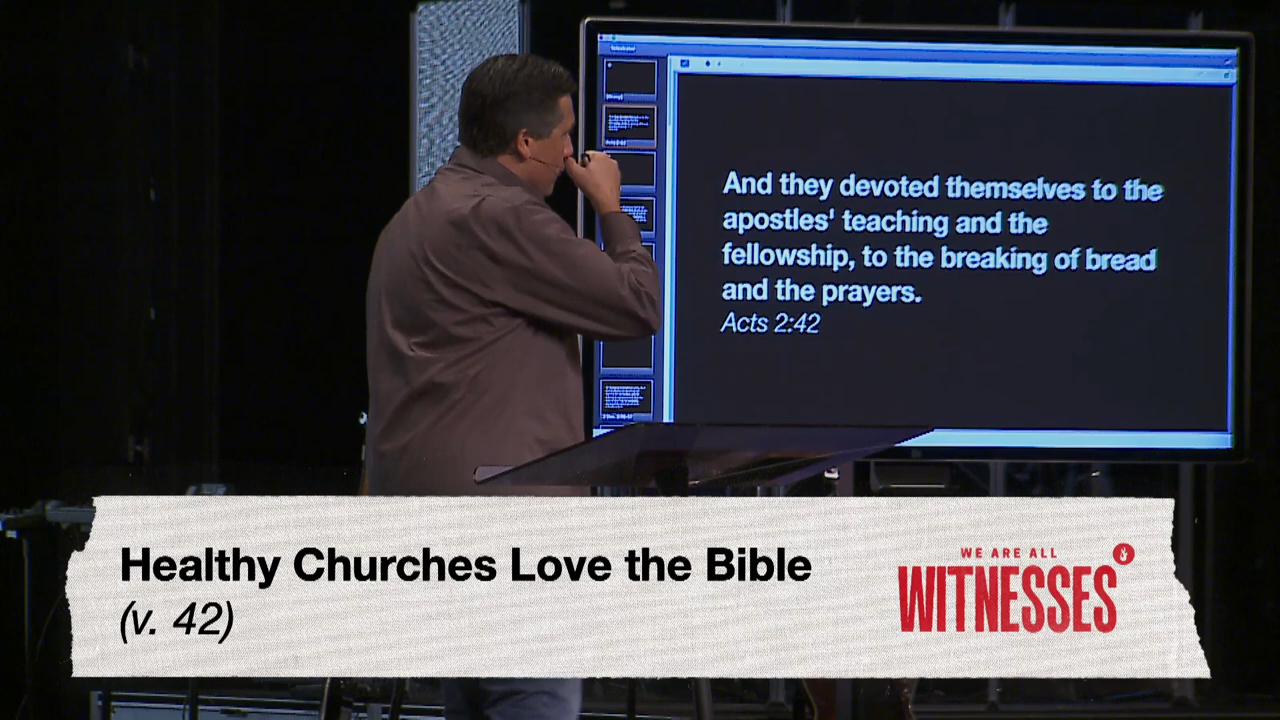 And they devoted themselves to the
apostles' teaching and the
fellowship, to the breaking of bread
and the prayers.
Acts 2:42
Healthy Churches Love the Bible
(v. 42)
WE ARE ALL
WITNESSES